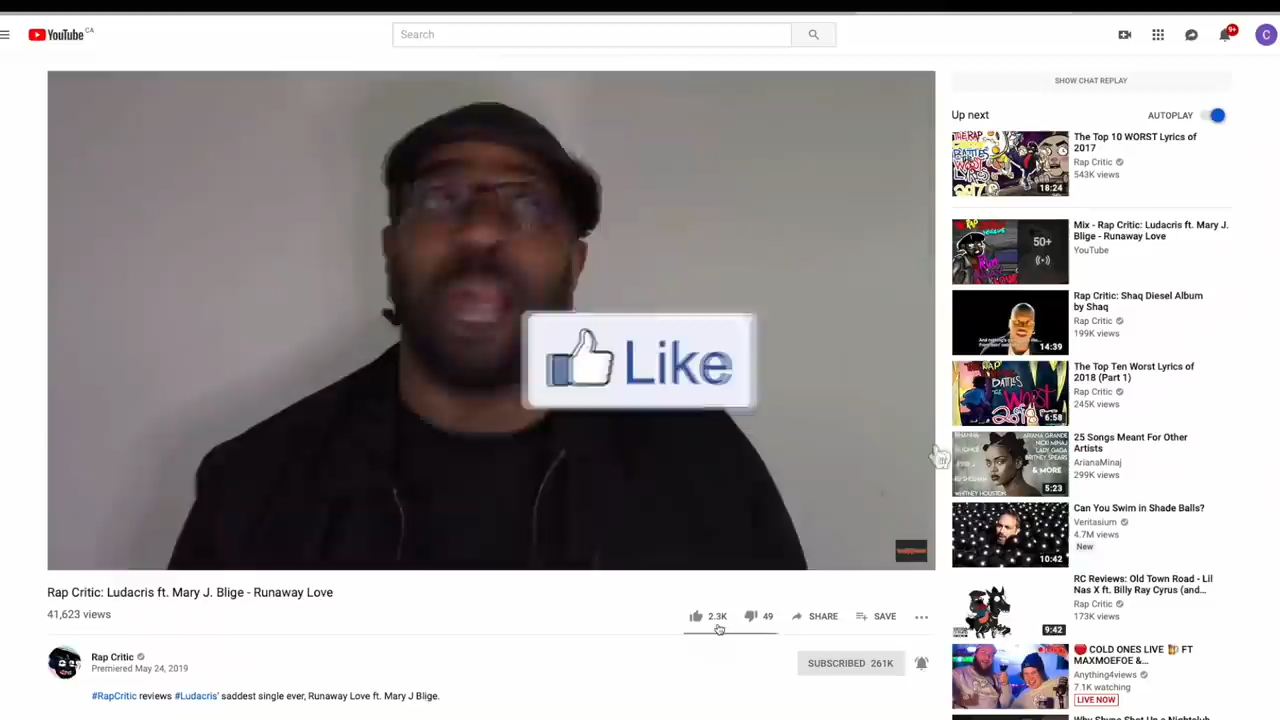 YouTube CA
Search
9+
C
SHOW CHAT REPLAY
Up next
AUTOPLAY
The Top 10 WORST Lyrics of
2017
Rap Critic
543K views
18:24
Mix - Rap Critic: Ludacris ft. Mary J.
Blige - Runaway Love
YouTube
50+
Rap Critic: Shaq Diesel Album
by Shaq
Rap Critic
199K views
14:39
The Top Ten Worst Lyrics of
2018 (Part 1)
Rap Critic
245K views
6:58
25 Songs Meant For Other
Artists
ArianaMinaj
299K views
& MORE
5:23
Can You Swim in Shade Balls?
Veritasium
4.7M views
New
10:42
RC Reviews: Old Town Road - Lil
Nas X ft. Billy Ray Cyrus (and...
Rap Critic
173K views
9:42
COLD ONES LIVE FT
MAXMOEFOE &...
Anything4views
7.1K watching
LIVE NOW
Like
Rap Critic: Ludacris ft. Mary J. Blige - Runaway Love
41,623 views
2.3K
49
SHARE
SAVE
Rap Critic
Premiered May 24, 2019
SUBSCRIBED 261K
#RapCritic reviews #Ludacris' saddest single ever, Runaway Love ft. Mary J Blige.